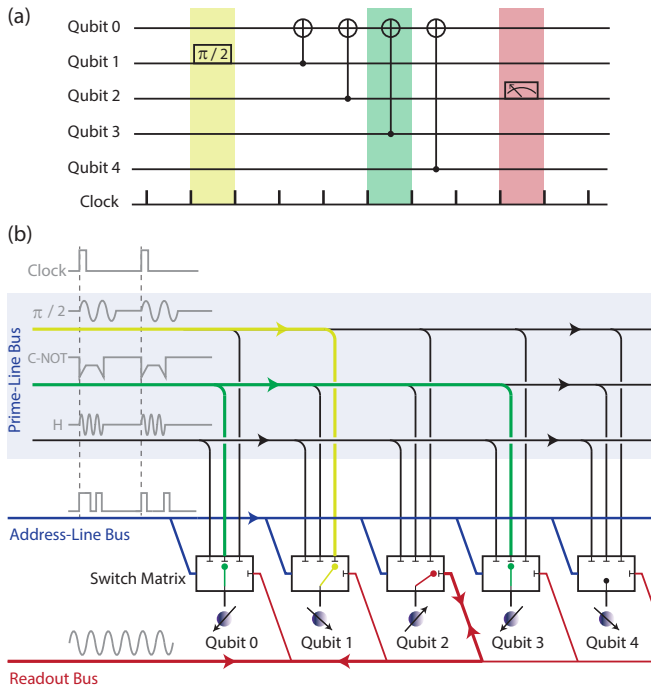 (a)
Qubit 0
π / 2
Qubit 1
Qubit 2
Qubit 3
Qubit 4
Clock
(b)
Clock
π / 2
C-NOT
Prime-Line Bus
H
Address-Line Bus
Switch Matrix
Qubit 0
Qubit 1
Qubit 2
Qubit 3
Qubit 4
Readout Bus